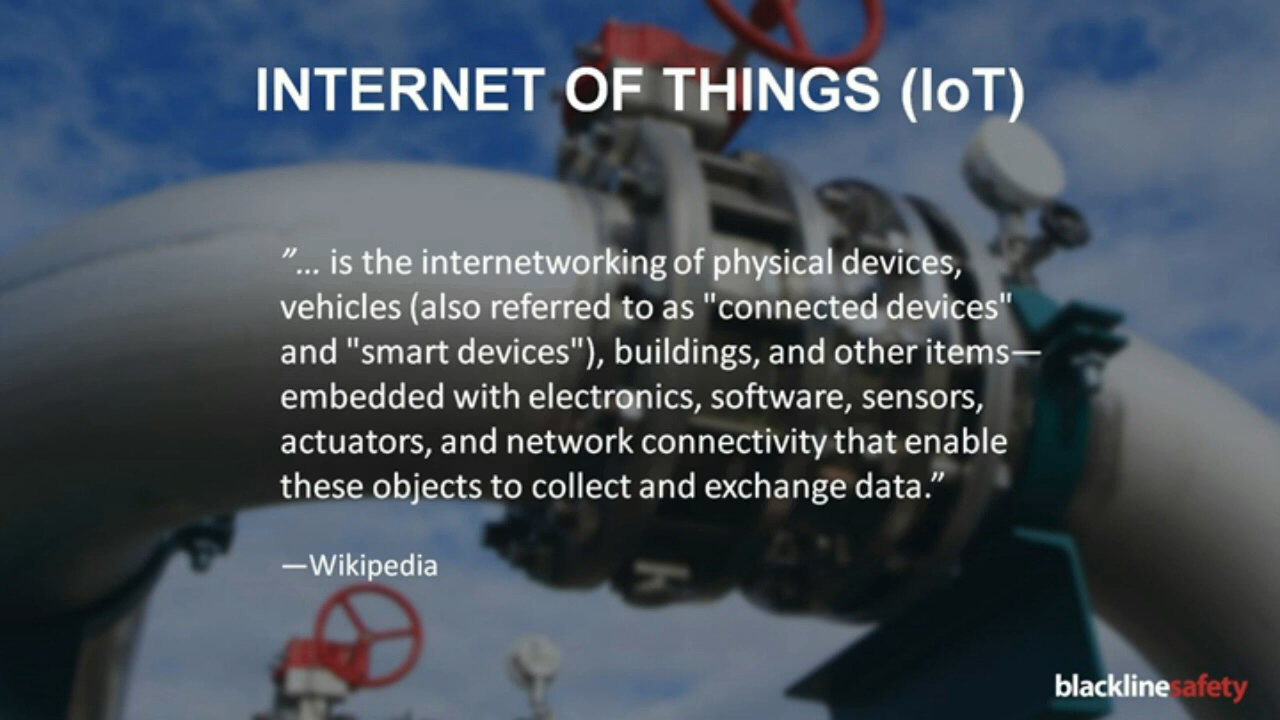 INTERNET OF THINGS (IoT)
"... is the internetworking of physical devices,
vehicles (also referred to as "connected devices"
and "smart devices"), buildings, and other items—
embedded with electronics, software, sensors,
actuators, and network connectivity that enable
these objects to collect and exchange data.”
—Wikipedia
blacklinesafety